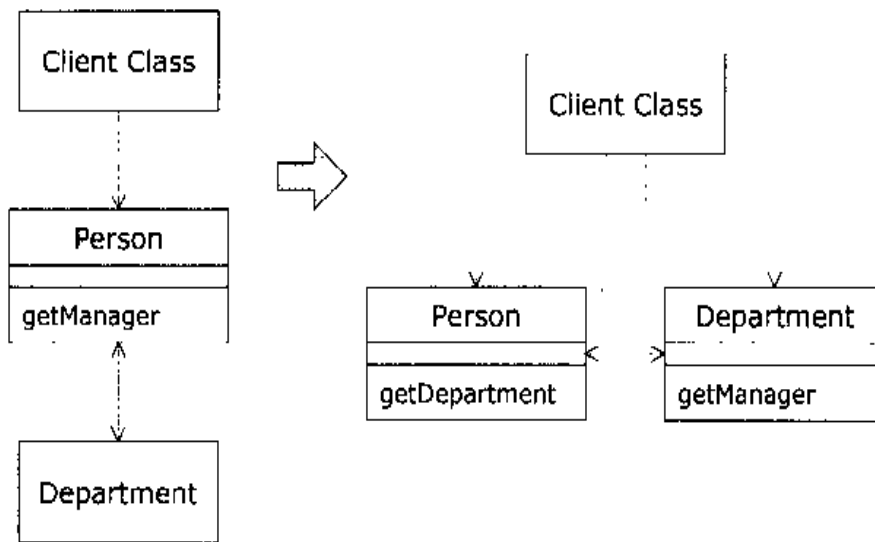 Client Class
Person
getManager
Department
Client Class
Person
getDepartment
Department
getManager